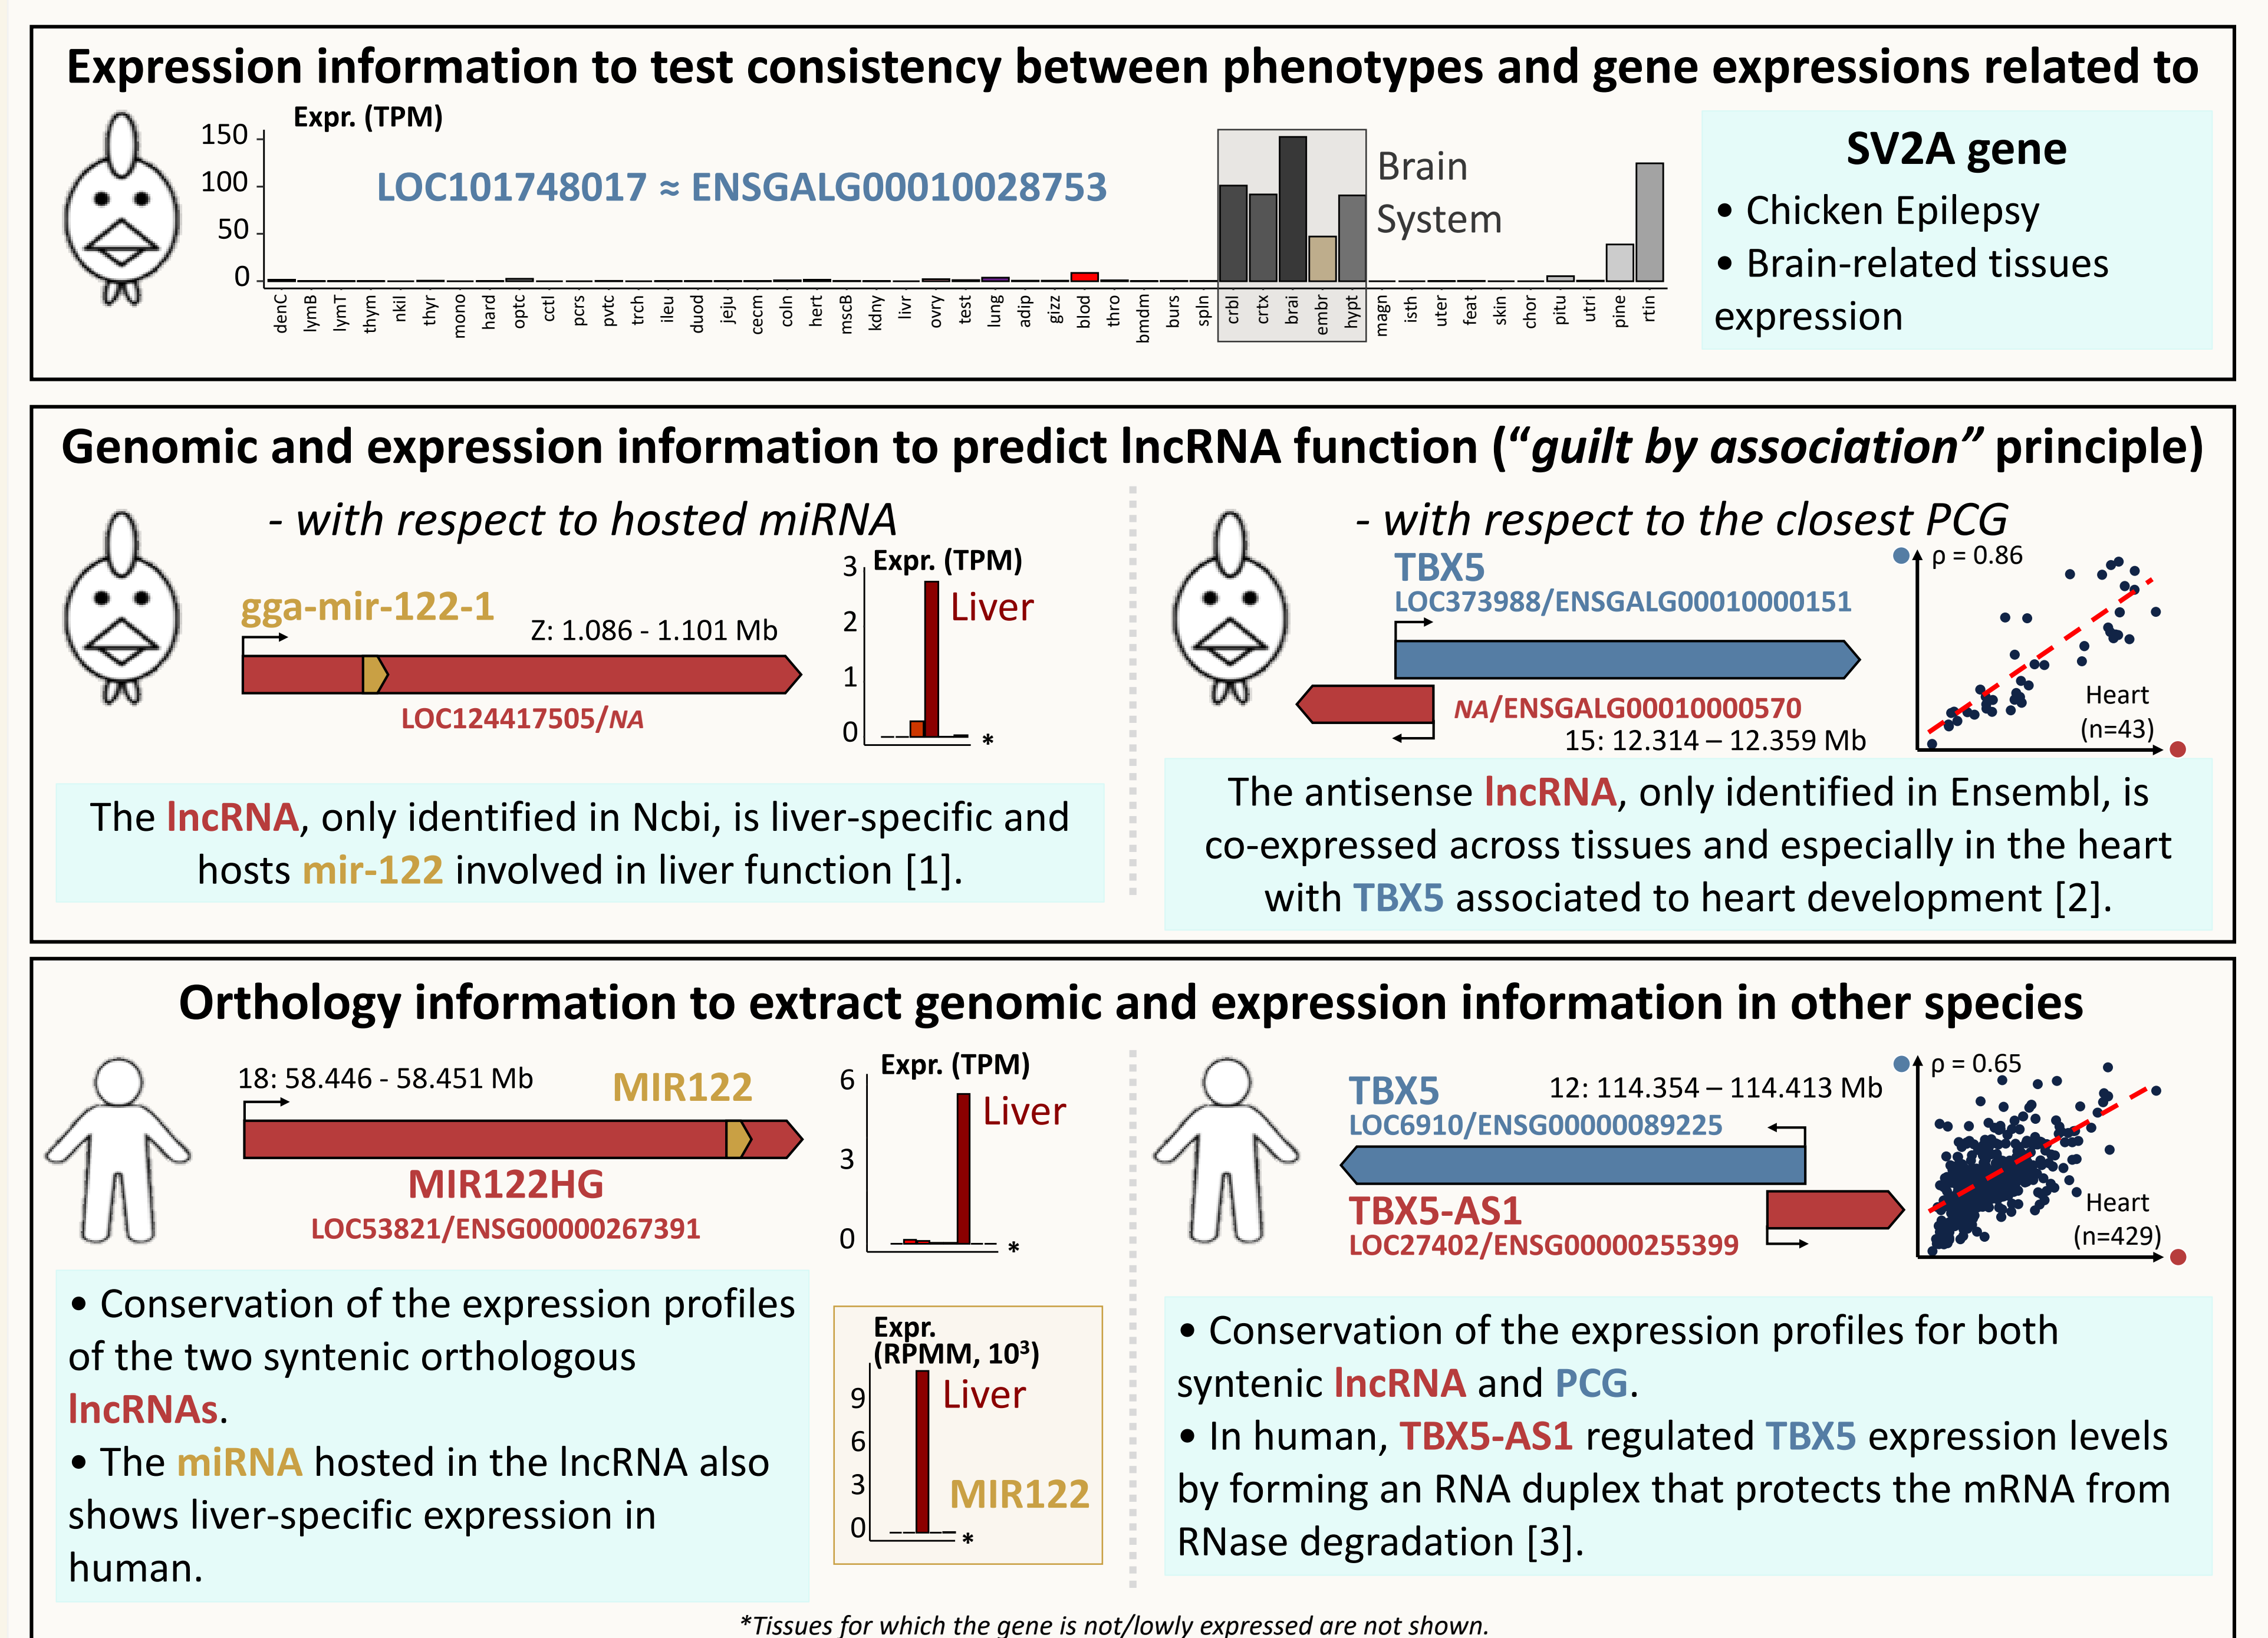 Expression information to test consistency between phenotypes and gene expressions related to
Expr. (TPM)
150
100
50
0
LOC101748017 ≈ ENSGALG00010028753
Brain
System
denC lymB lymT thym nkil thyr mono hard optc cctl pcrs pvtc trch ileu duod jeju cecm coln hert mscB kdny livr ovry test lung adip gizz blod thro bmdm burs spln crbl crtx brai embr hypt magn isth uter feat skin chor pitu utri pine rtin
SV2A gene
• Chicken Epilepsy
• Brain-related tissues
expression
Genomic and expression information to predict lncRNA function (“guilt by association” principle)
- with respect to hosted miRNA
gga-mir-122-1
Z: 1.086 - 1.101 Mb
LOC124417505/NA
Expr. (TPM)
3
2
1
0
Liver
*
The lncRNA, only identified in Ncbi, is liver-specific and
hosts mir-122 involved in liver function [1].
- with respect to the closest PCG
TBX5
LOC373988/ENSGALG00010000151
NA/ENSGALG00010000570
15: 12.314 – 12.359 Mb
ρ = 0.86
Heart
(n=43)
The antisense lncRNA, only identified in Ensembl, is
co-expressed across tissues and especially in the heart
with TBX5 associated to heart development [2].
Orthology information to extract genomic and expression information in other species
18: 58.446 - 58.451 Mb
MIR122
MIR122HG
LOC53821/ENSG00000267391
Expr. (TPM)
6
3
0
Liver
*
• Conservation of the expression profiles
of the two syntenic orthologous
lncRNAs.
• The miRNA hosted in the lncRNA also
shows liver-specific expression in
human.
Expr.
(RPMM, 10³)
9
6
3
0
Liver
MIR122
*
TBX5
12: 114.354 – 114.413 Mb
LOC6910/ENSG00000089225
TBX5-AS1
LOC27402/ENSG00000255399
ρ = 0.65
Heart
(n=429)
• Conservation of the expression profiles for both
syntenic lncRNA and PCG.
• In human, TBX5-AS1 regulated TBX5 expression levels
by forming an RNA duplex that protects the mRNA from
RNase degradation [3].
*Tissues for which the gene is not/lowly expressed are not shown.